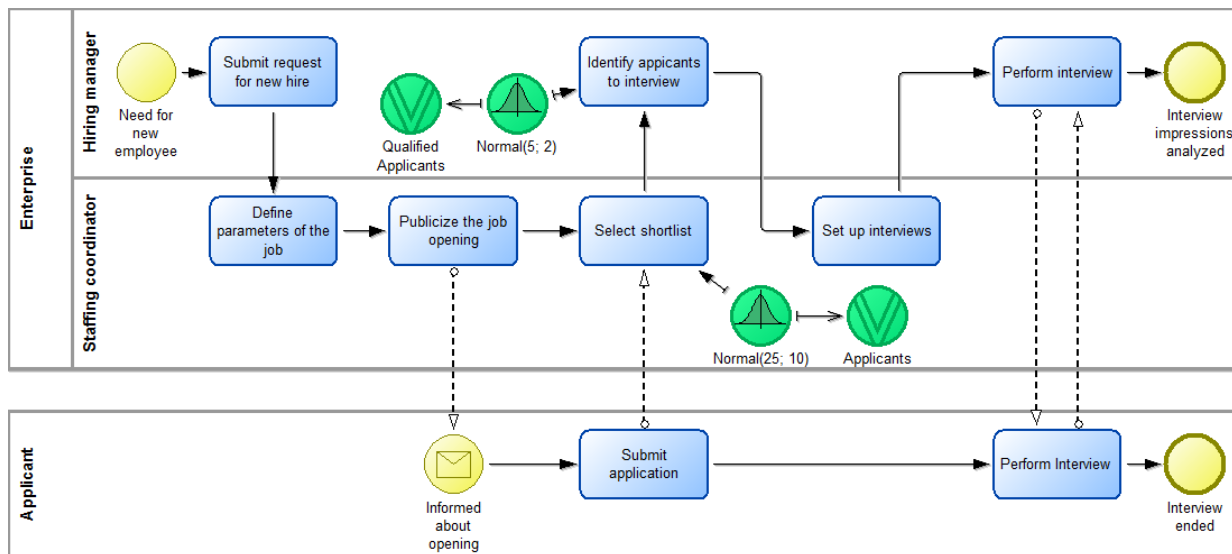 Enterprise
Hiring manager
Need for
new
employee
Submit request
for new hire
Qualified
Applicants
Normal(5; 2)
Identify appicants
to interview
Perform interview
Interview
impressions
analyzed
Staffing coordinator
Define
parameters of the
job
Publicize the job
opening
Select shortlist
Set up interviews
Normal(25; 10)
Applicants
Applicant
Informed
about
opening
Submit
application
Perform Interview
Interview
ended